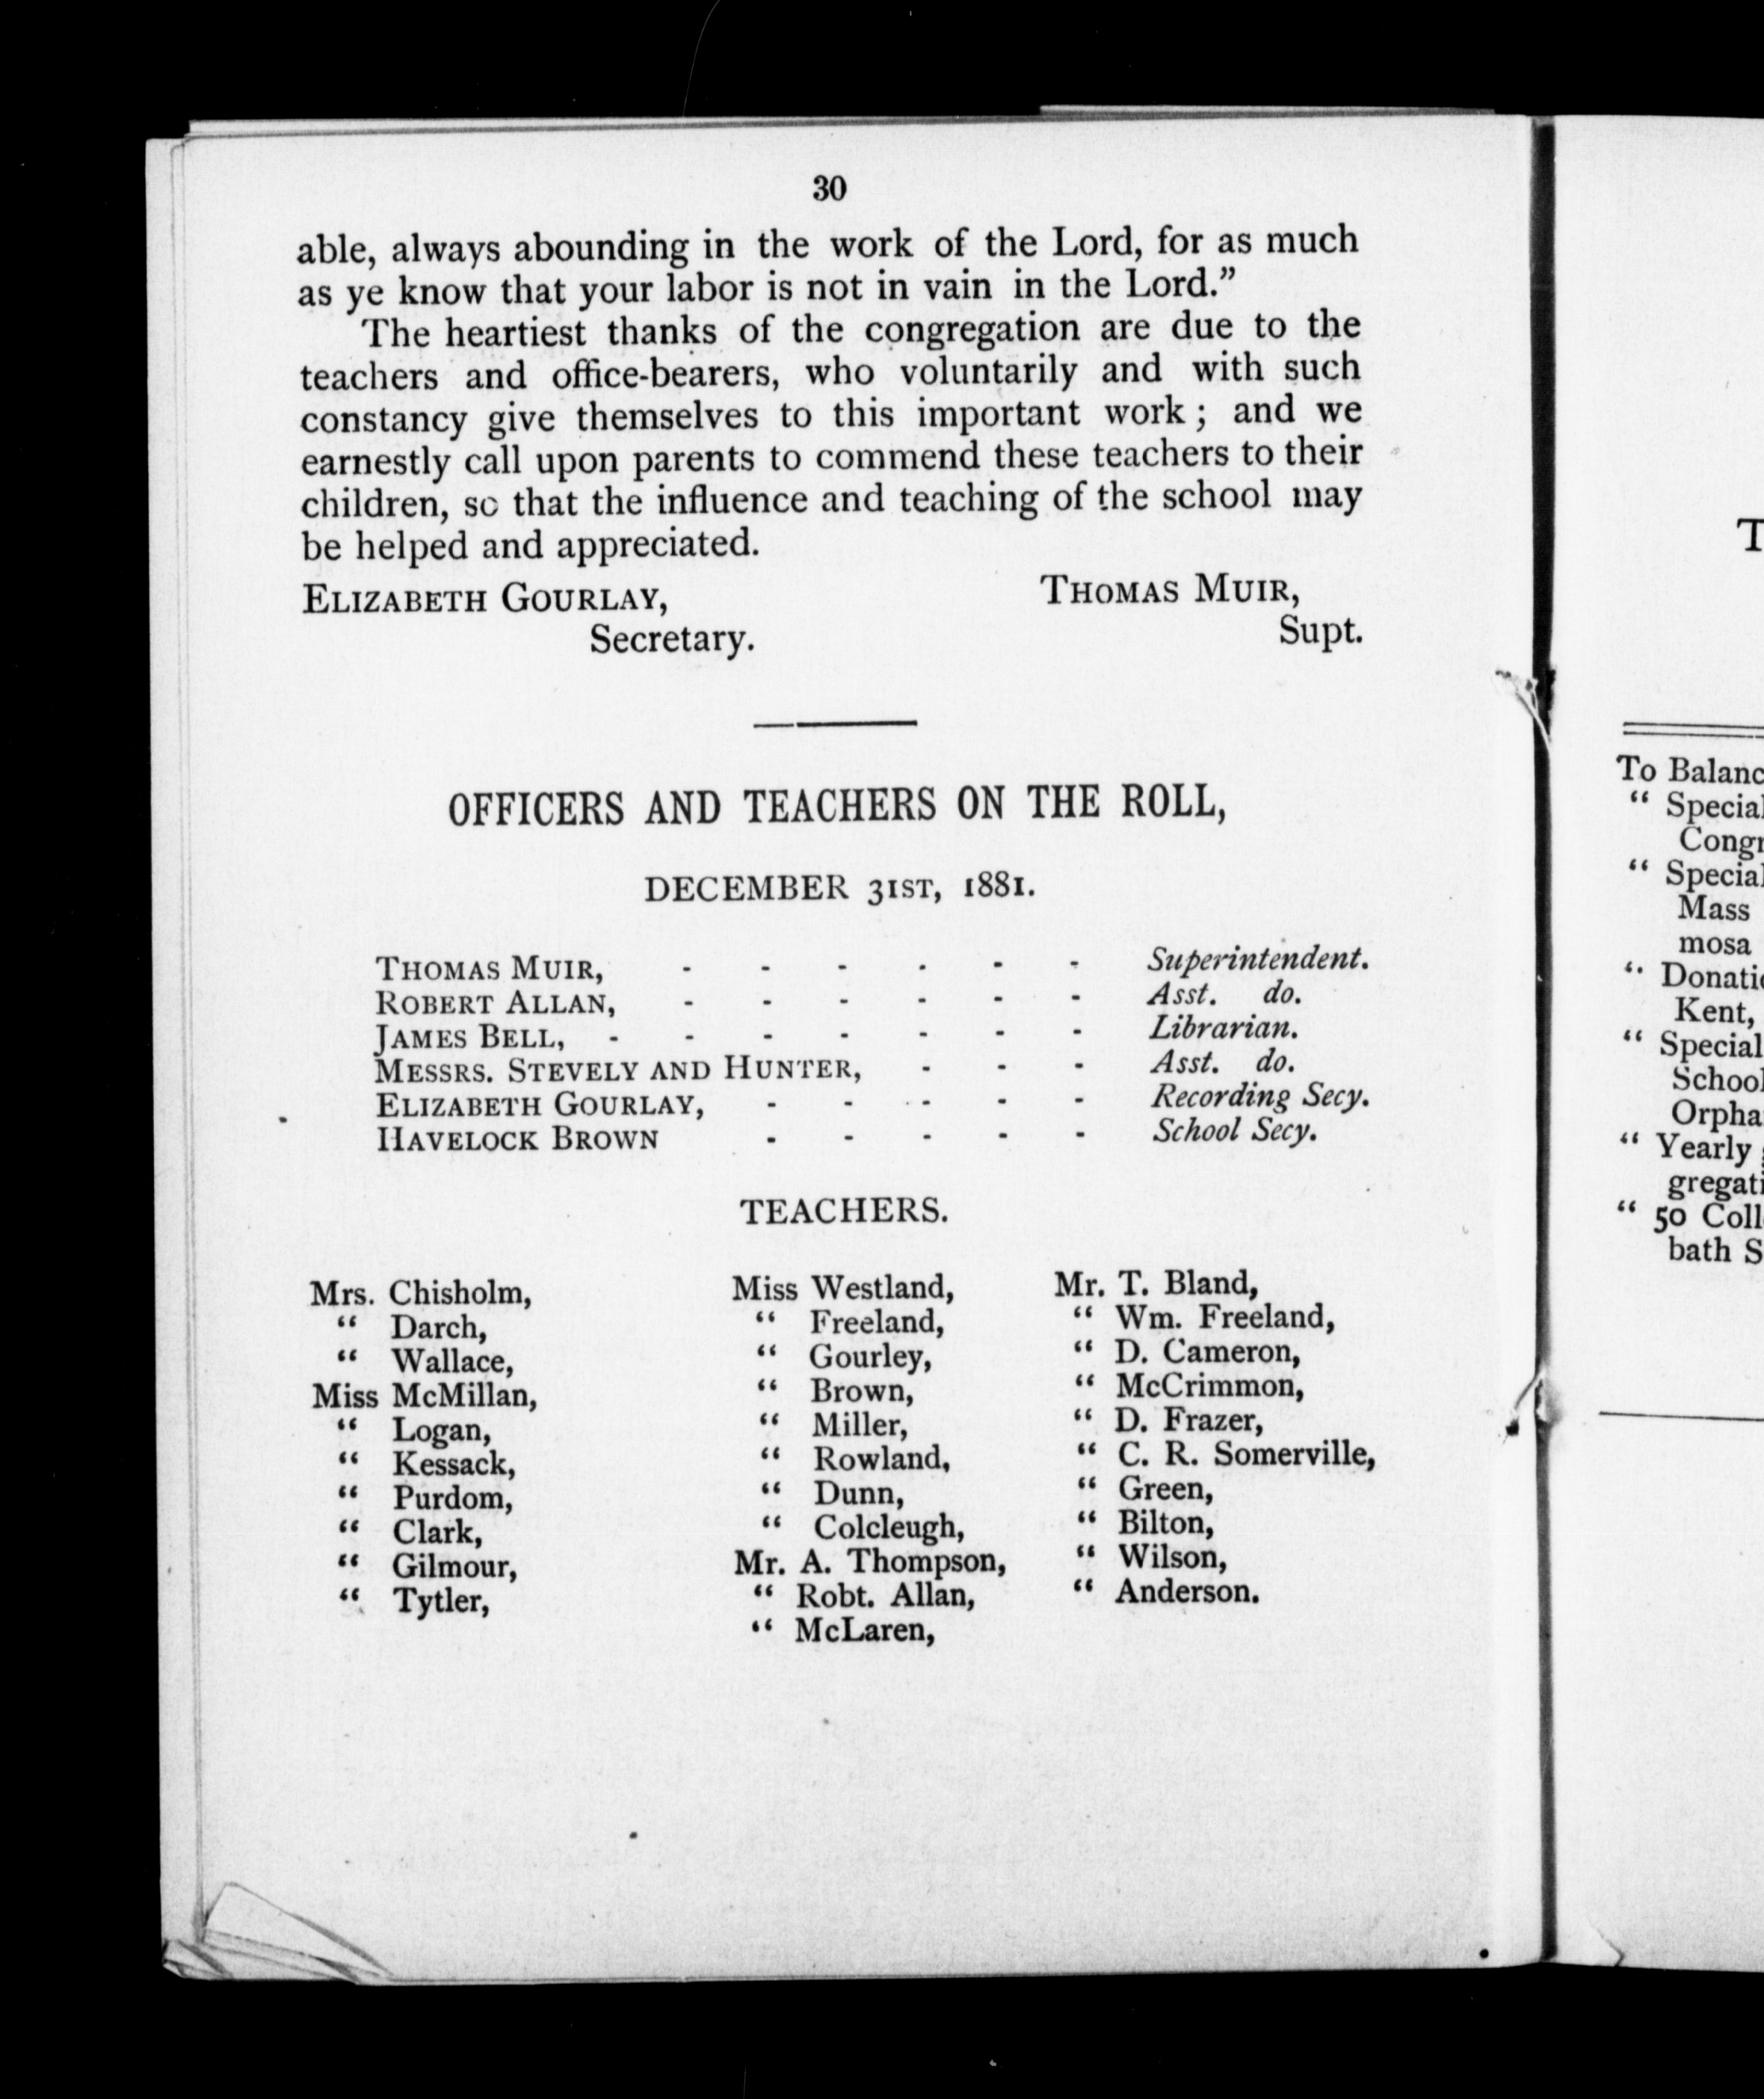 30
able, always abounding in the work of the Lord, for as much
as ye know that your labor is not in vain in the Lord.”
The heartiest thanks of the congregation are due to the
teachers and office-bearers, who voluntarily and with such
constancy give themselves to this important work ; and we
earnestly call upon parents to commend these teachers to their
children, so that the influence and teaching of the school may
be helped and appreciated.
ELIZABETH GOURLAY,
Secretary.
THOMAS MUIR,
Supt.
OFFICERS AND TEACHERS ON THE ROLL,
DECEMBER 31ST, 1881.
THOMAS MUIR, - - - - - - Superintendent.
ROBERT ALLAN, - - - - - - Asst. do.
JAMES BELL, - - - - - - - Librarian.
MESSRS. STEVELY AND HUNTER, - - - Asst. do.
ELIZABETH GOURLAY, - - - - - Recording Secy.
HAVELOCK BROWN - - - - - School Secy.
TEACHERS.
Mrs. Chisholm,
“ Darch,
“ Wallace,
Miss McMillan,
“ Logan,
“ Kessack,
“ Purdom,
“ Clark,
“ Gilmour,
“ Tytler,
Miss Westland,
“ Freeland,
“ Gourley,
“ Brown,
“ Miller,
“ Rowland,
“ Dunn,
“ Colcleugh,
Mr. A. Thompson,
“ Robt. Allan,
“ McLaren,
Mr. T. Bland,
“ Wm. Freeland,
“ D. Cameron,
“ McCrimmon,
“ D. Frazer,
“ C. R. Somerville,
“ Green,
“ Bilton,
“ Wilson,
“ Anderson.
T
To Balanc
“ Special
Congr
“ Special
Mass
mosa
“ Donatio
Kent,
“ Special
School
Orpha
“ Yearly
gregati
“ 50 Coll
bath S